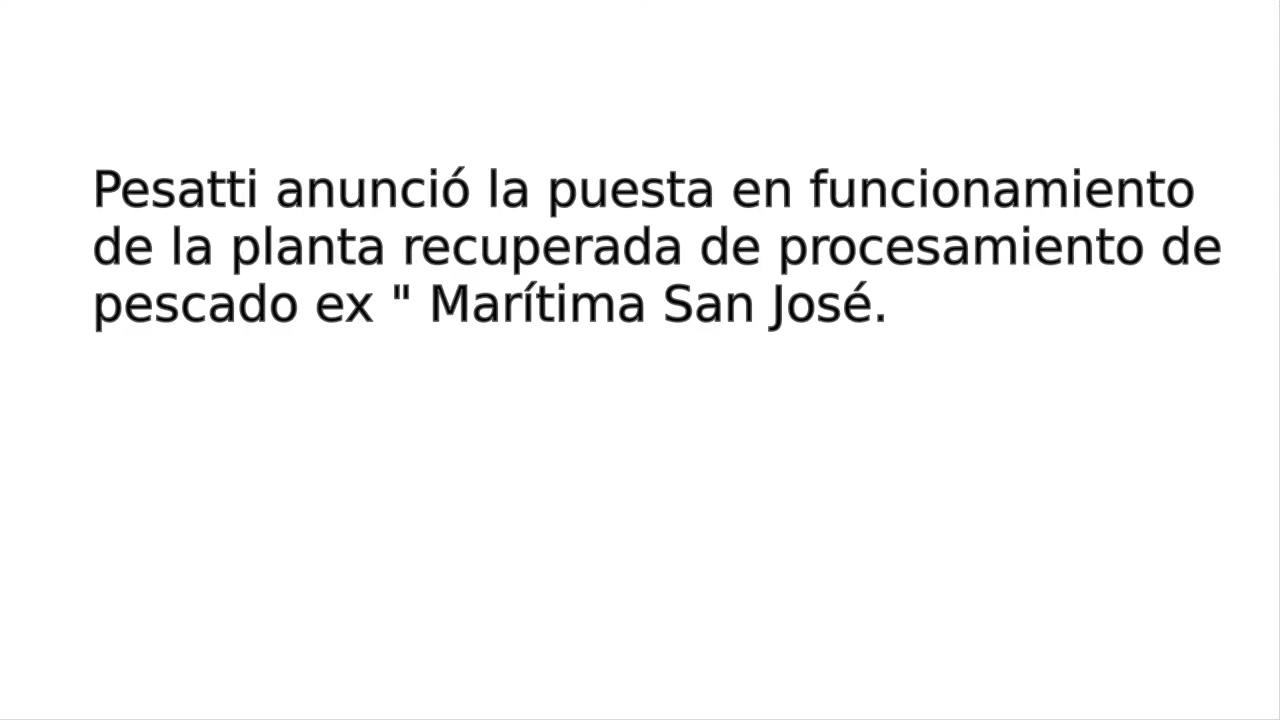 Pesatti anunció la puesta en funcionamiento
de la planta recuperada de procesamiento de
pescado ex " Marítima San José.